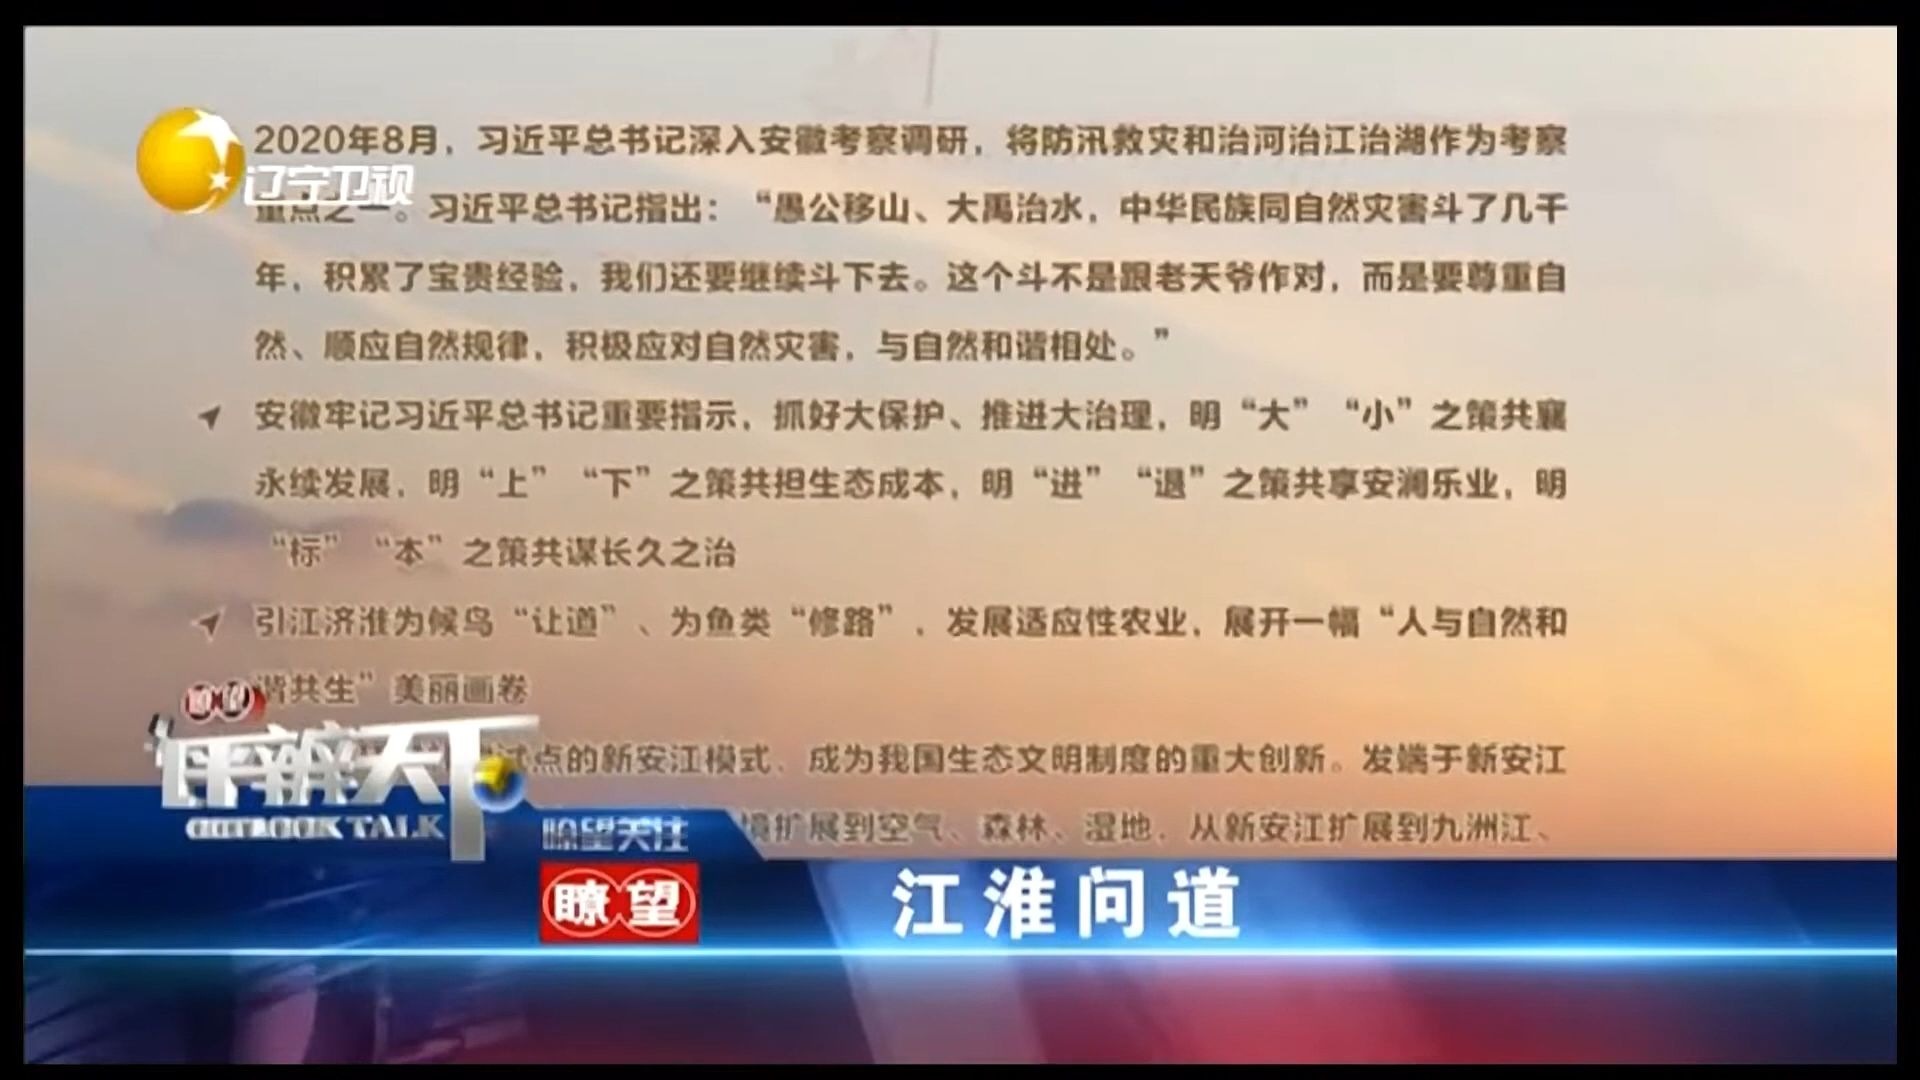 2020年8月，习近平总书记深入安徽考察调研，将防汛救灾和治河治江治湖作为考察
辽宁卫视
重点之一。习近平总书记指出：“愚公移山、大禹治水，中华民族同自然灾害斗了几千
年，积累了宝贵经验，我们还要继续斗下去。这个斗不是跟老天爷作对，而是要尊重自
然、顺应自然规律，积极应对自然灾害，与自然和谐相处。”
安徽牢记习近平总书记重要指示，抓好大保护、推进大治理，明“大”“小”之策共襄
永续发展，明“上”“下”之策共担生态成本，明“进”“退”之策共享安澜乐业，明
“标”“本”之策共谋长久之治
引江济淮为候鸟“让道”、为鱼类“修路”，发展适应性农业，展开一幅“人与自然和
谐共生”美丽画卷
瞭望
评辨天下
试点的新安江模式，成为我国生态文明制度的重大创新。发端于新安江
TALK
瞭望关注
境扩展到空气、森林、湿地，从新安江扩展到九洲江、
瞭望
江淮问道